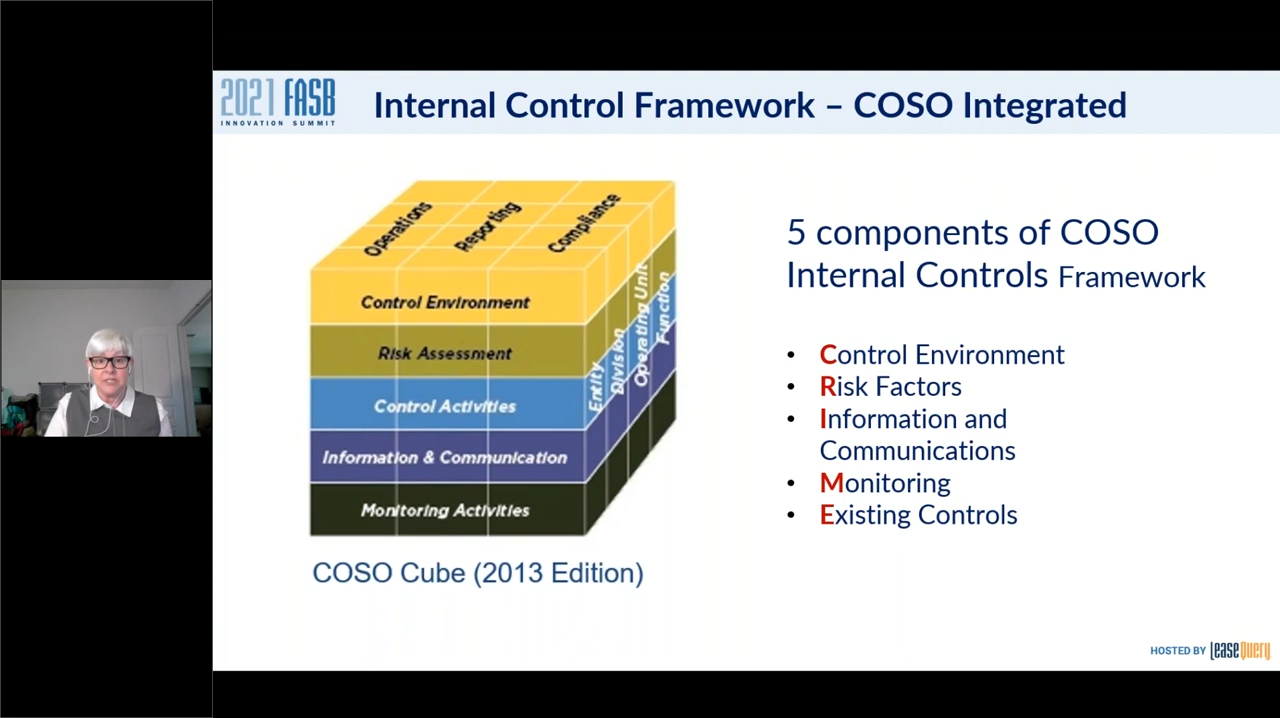 2021 FASB
INNOVATION SUMMIT
Internal Control Framework – COSO Integrated
Operations
Reporting
Compliance
Control Environment
Risk Assessment
Control Activities
Information & Communication
Monitoring Activities
Entity
Division
Operating Unit
Function
COSO Cube (2013 Edition)
5 components of COSO
Internal Controls Framework
• Control Environment
• Risk Factors
• Information and
Communications
• Monitoring
• Existing Controls
HOSTED BY LEASEQUERY